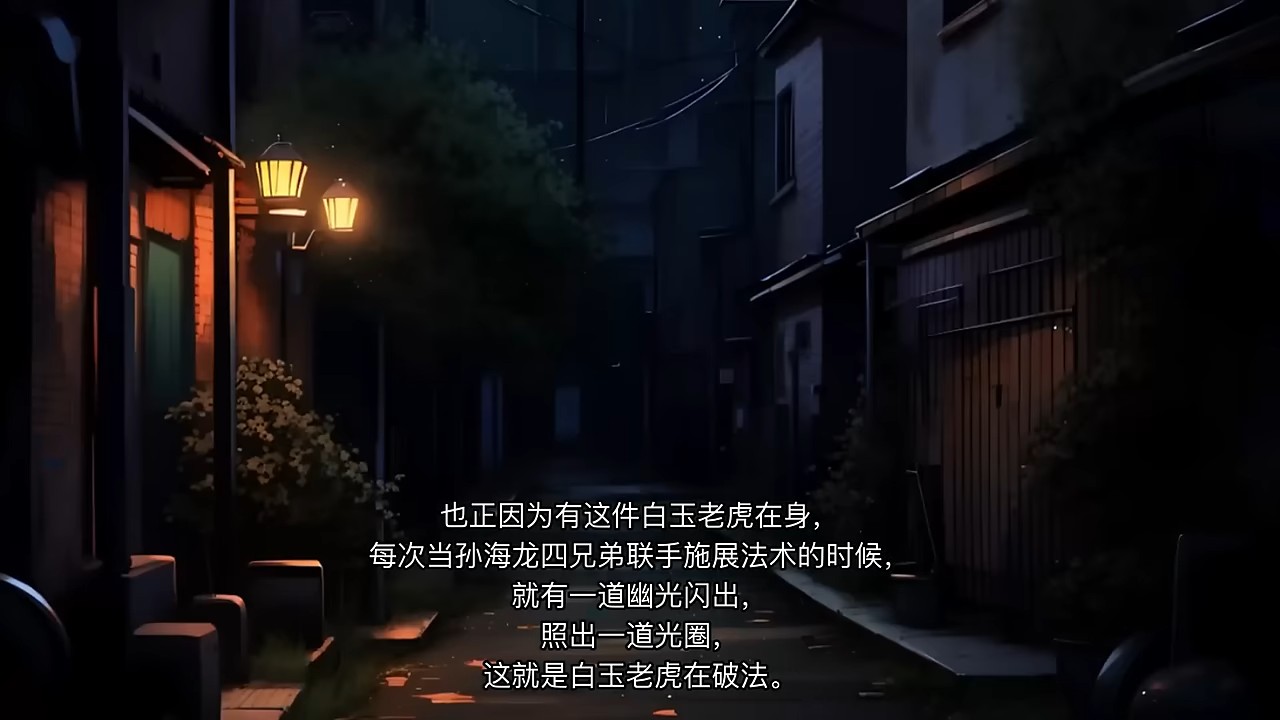 也正因为有这件白玉老虎在身，
每次当孙海龙四兄弟联手施展法术的时候，
就有一道幽光闪出，
照出一道光圈，
这就是白玉老虎在破法。